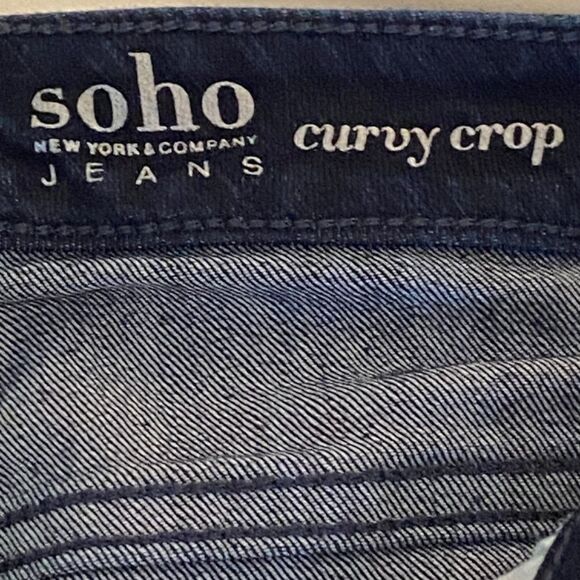 soho
NEW YORK & COMPANY
JEANS
curvy crop